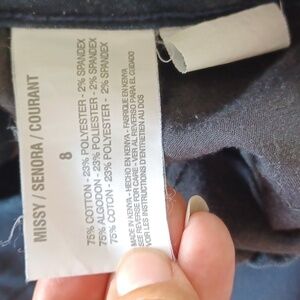 MISSY / SENORA / COURANT
8
75% COTTON - 23% POLYESTER - 2% SPANDEX
75% ALGODON - 23% POLIESTER - 2% SPANDEX
75% COTON - 23% POLYESTER - 2% SPANDEX
MADE IN KENYA - HECHO EN KENYA - FABRIQUE EN KENYA
SEE REVERSE FOR CARE - VER AL REVERSO PARA EL CUIDADO
VOIR LES INSTRUCTIONS D'ENTRETIEN AU DOS